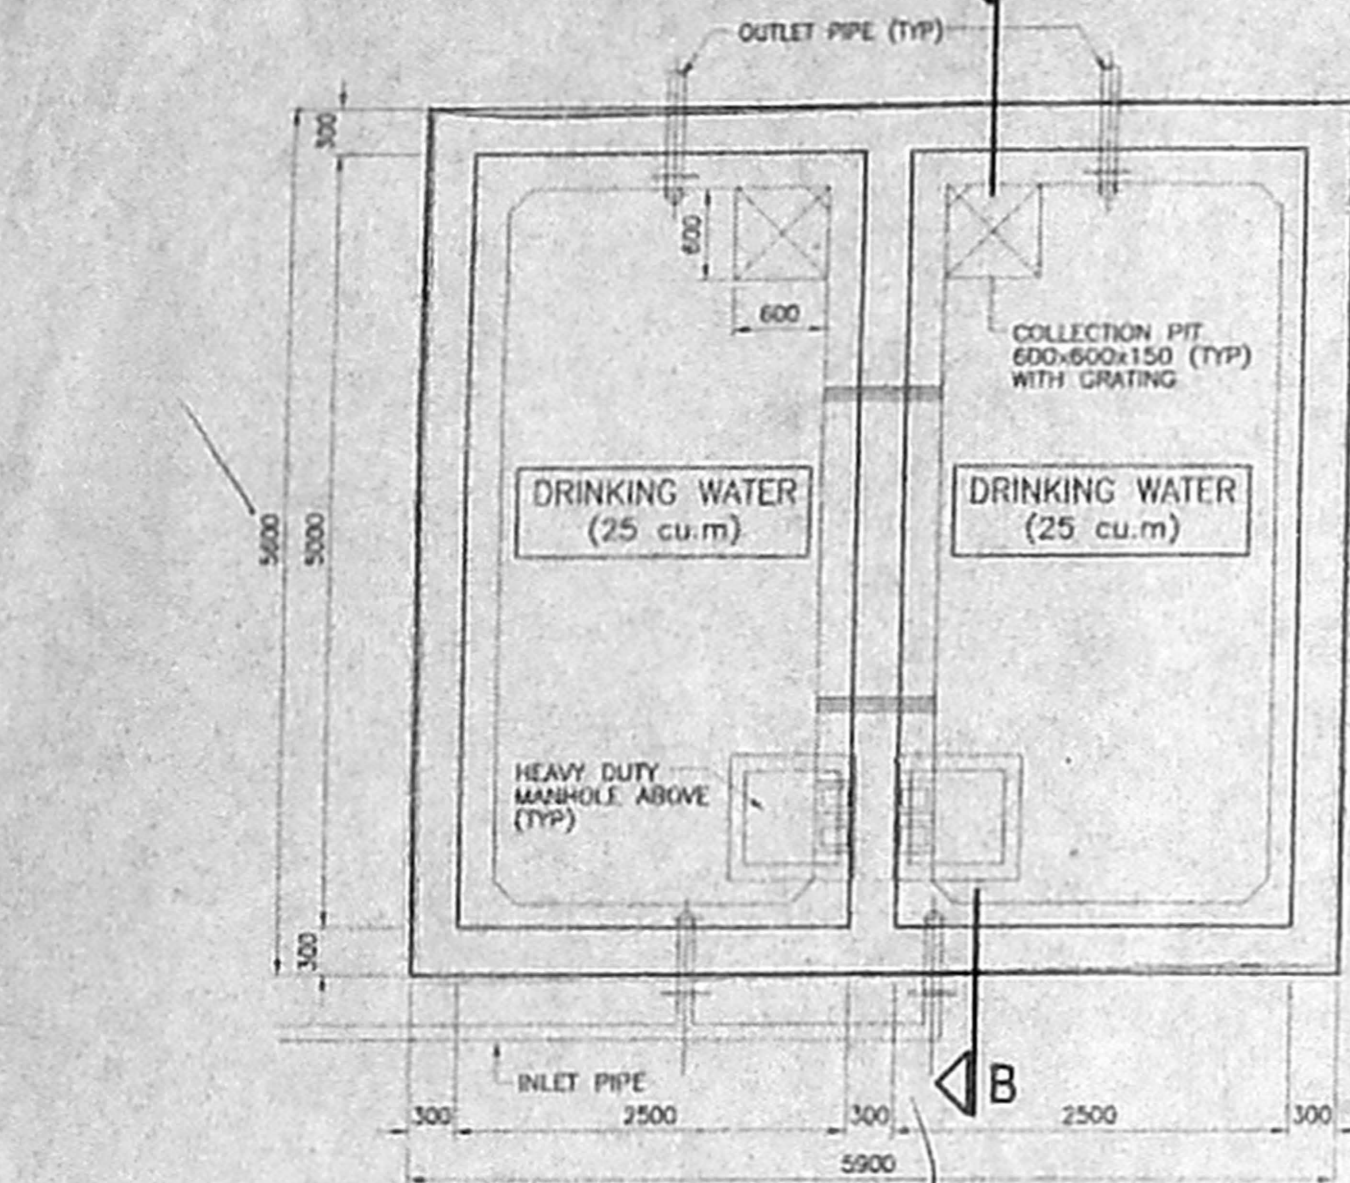 OUTLET PIPE (TYP)
300
600
600
COLLECTION PIT
600x600x150 (TYP)
WITH GRATING
DRINKING WATER
(25 cu.m)
DRINKING WATER
(25 cu.m)
5600
5000
HEAVY DUTY
MANHOLE ABOVE
(TYP)
300
INLET PIPE
B
300
2500
300
2500
300
5900